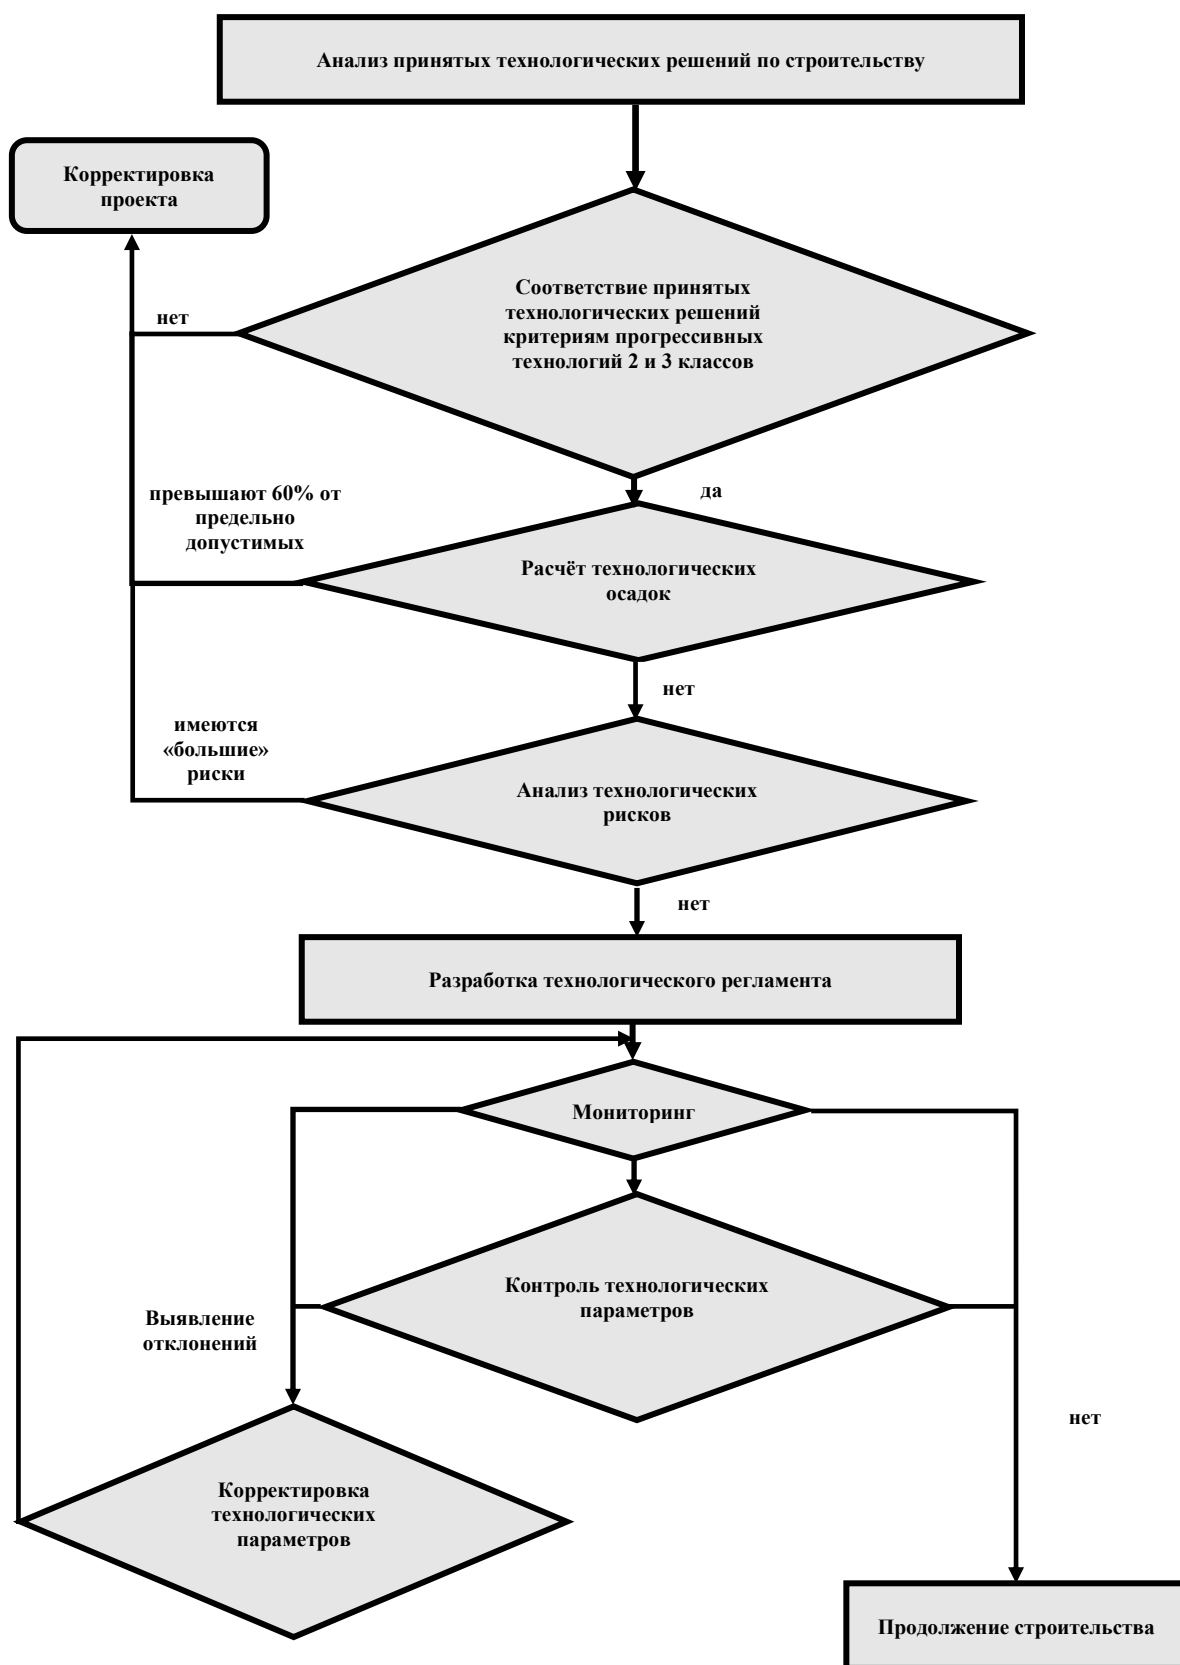 Анализ принятых технологических решений по строительству
Корректировка
проекта
Соответствие принятых
технологических решений
критериям прогрессивных
технологий 2 и 3 классов
нет
да
превышают 60% от
предельно
допустимых
Расчёт технологических
осадок
нет
имеются
«большие»
риски
Анализ технологических
рисков
нет
Разработка технологического регламента
Мониторинг
Контроль технологических
параметров
Выявление
отклонений
нет
Корректировка
технологических
параметров
Продолжение строительства